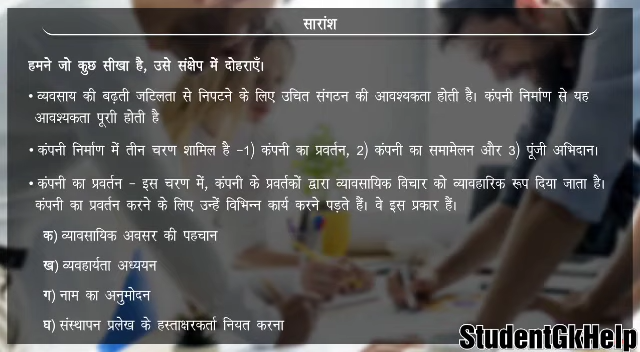 सारांश
हमने जो कुछ सीखा है, उसे संक्षेप में दोहराएँ।
• व्यवसाय की बढ़ती जटिलता से निपटने के लिए उचित संगठन की आवश्यकता होती है। कंपनी निर्माण से यह
आवश्यकता पूराी होती है
• कंपनी निर्माण में तीन चरण शामिल है -1) कंपनी का प्रवर्तन, 2) कंपनी का समामेलन और 3) पूंजी अभिदान।
• कंपनी का प्रवर्तन - इस चरण में, कंपनी के प्रवर्तकों द्वारा व्यावसायिक विचार को व्यावहारिक रूप दिया जाता है।
कंपनी का प्रवर्तन करने के लिए उन्हें विभिन्न कार्य करने पड़ते हैं। वे इस प्रकार हैं।
क) व्यावसायिक अवसर की पहचान
ख) व्यवहार्यता अध्ययन
ग) नाम का अनुमोदन
घ) संस्थापन प्रलेख के हस्ताक्षरकर्ता नियत करना
StudentGkHelp